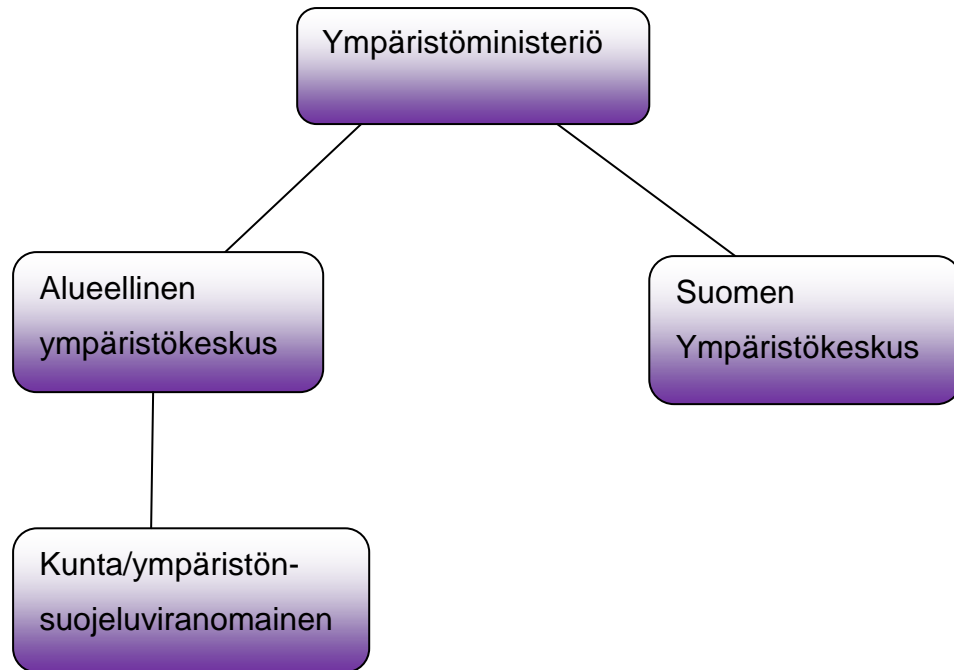 Ympäristöministeriö
Alueellinen
ympäristökeskus
Suomen
Ympäristökeskus
Kunta/ympäristön-
suojeluviranomainen